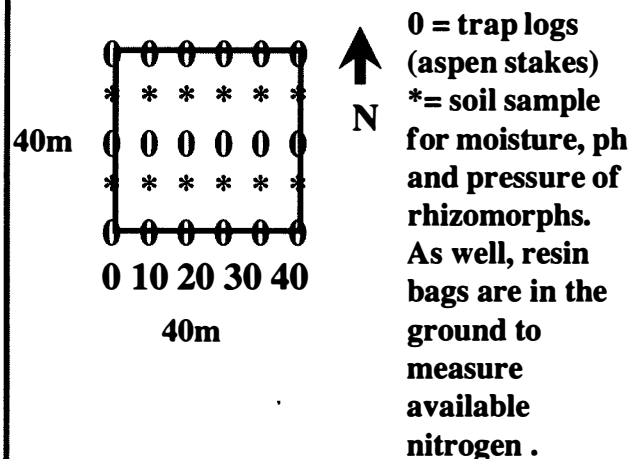 0 0 0 0 0 0
* * * * * *
40m 0 0 0 0 0 0
* * * * * *
0 0 0 0 0 0
0 10 20 30 40
40m
N
0 = trap logs
(aspen stakes)
*= soil sample
for moisture, ph
and pressure of
rhizomorphs.
As well, resin
bags are in the
ground to
measure
available
nitrogen .